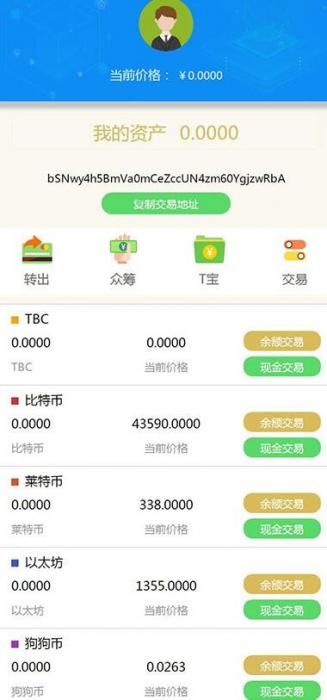 当前价格：￥0.0000
我的资产 0.0000
bSNwy4h5BmVa0mCeZccUN4zm60YgjzwRbA
复制交易地址
转出 众筹 T宝 交易
TBC
0.0000 0.0000 余额交易
TBC 当前价格 现金交易
比特币
0.0000 43590.0000 余额交易
比特币 当前价格 现金交易
莱特币
0.0000 338.0000 余额交易
莱特币 当前价格 现金交易
以太坊
0.0000 1355.0000 余额交易
以太坊 当前价格 现金交易
狗狗币
0.0000 0.0263 余额交易
狗狗币 当前价格 现金交易